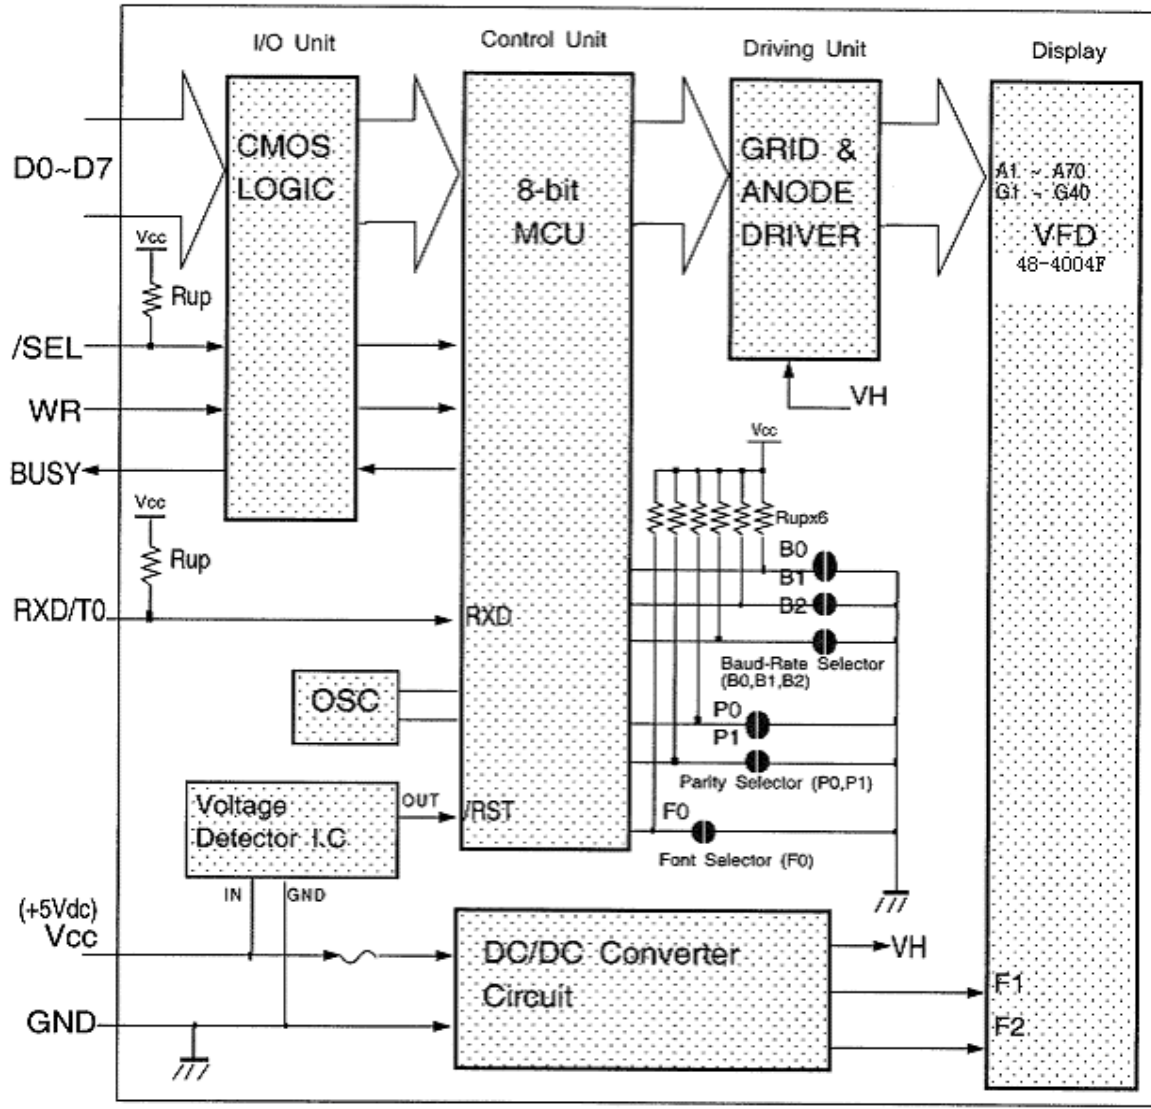 I/O Unit
Control Unit
Driving Unit
Display
CMOS
LOGIC
D0~D7
8-bit
MCU
GRID &
ANODE
DRIVER
A1 ~ A70
G1 ~ G40
VFD
48-4004F
Vcc
Rup
/SEL
WR
VH
BUSY
Vcc
Vcc
Rup
Rupx6
B0
B1
B2
RXD/T0
RXD
Baud-Rate Selector
(B0,B1,B2)
OSC
P0
P1
Parity Selector (P0,P1)
Voltage
Detector I.C
OUT
/RST
F0
Font Selector (F0)
IN
GND
(+5Vdc)
Vcc
DC/DC Converter
Circuit
VH
F1
GND
F2